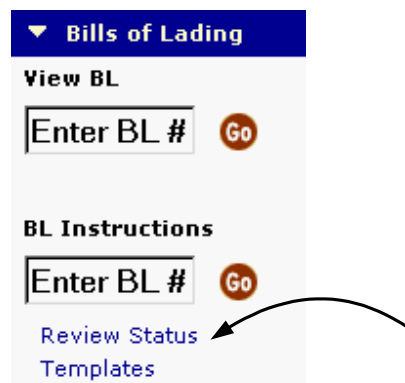 Bills of Lading
View BL
Enter BL # Go
BL Instructions
Enter BL # Go
Review Status
Templates